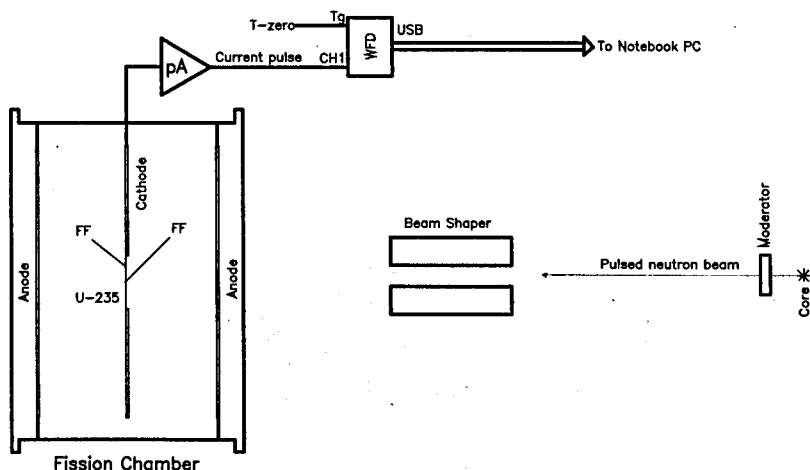 T-zero
Tg
USB
WFD
To Notebook PC
pA
Current pulse
CH1
Cathode
Beam Shaper
Moderator
FF
FF
Pulsed neutron beam
Anode
Anode
U-235
Core
Fission Chamber